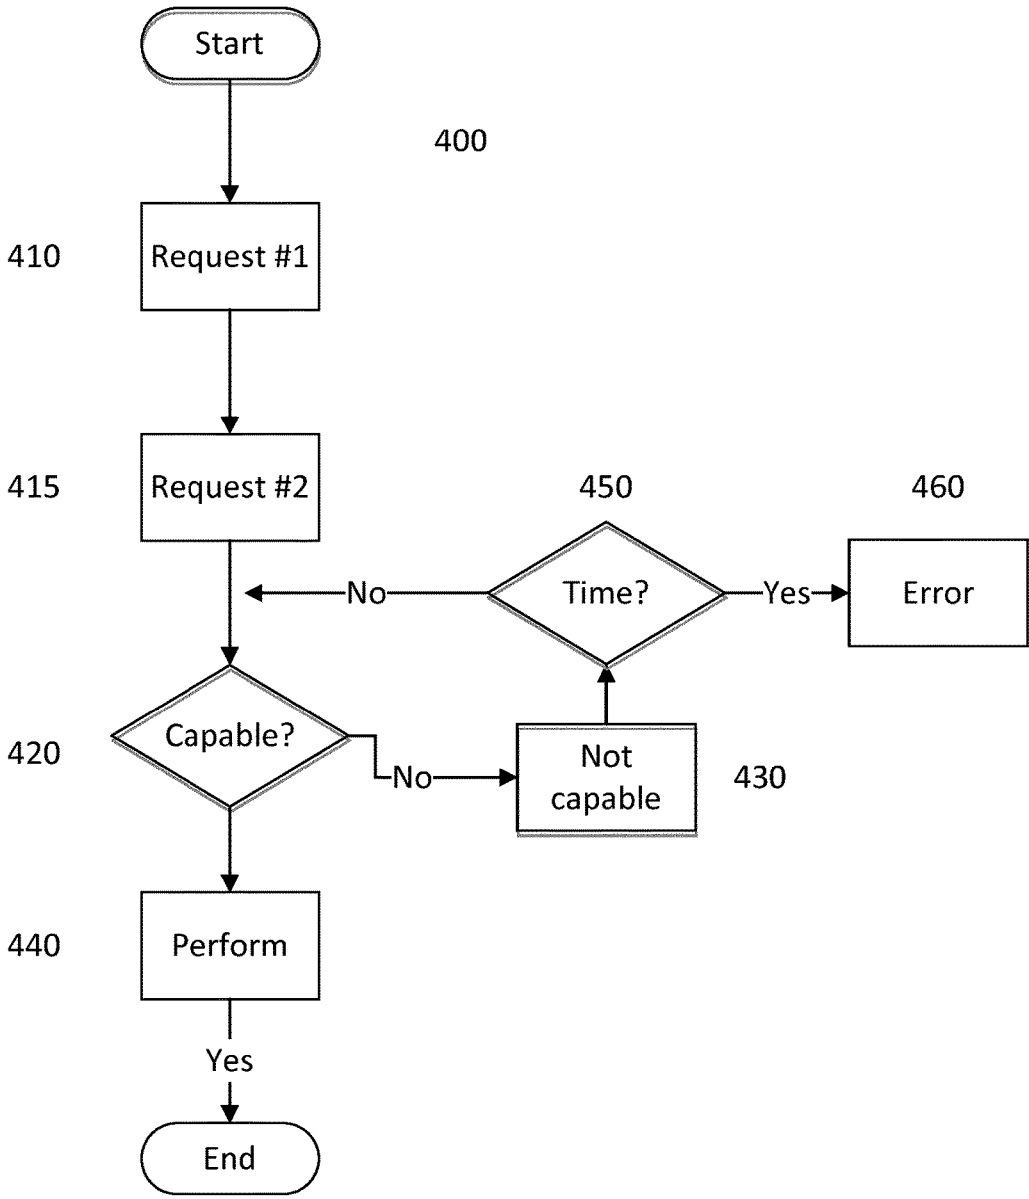 Start
400
410
Request #1
415
Request #2
450
460
No
Time?
Yes
Error
420
Capable?
No
Not
capable
430
440
Perform
Yes
End